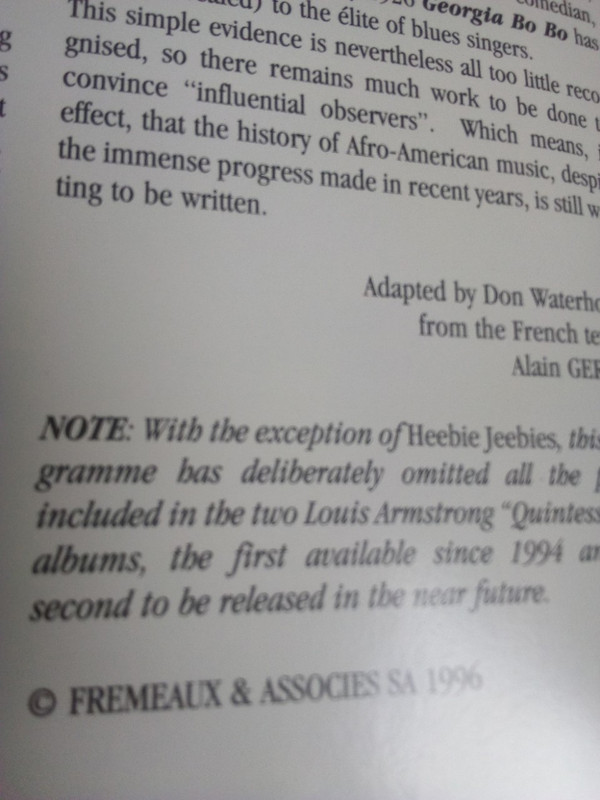 to the élite of blues singers. Georgia Bo Bo has
This simple evidence is nevertheless all too little reco
gnised, so there remains much work to be done t
convince “influential observers”. Which means, i
effect, that the history of Afro-American music, despi
the immense progress made in recent years, is still w
ting to be written.
Adapted by Don Waterho
from the French te
Alain GER
NOTE: With the exception of Heebie Jeebies, this
gramme has deliberately omitted all the
included in the two Louis Armstrong “Quintess
albums, the first available since 1994 an
second to be released in the near future.
© FREMEAUX & ASSOCIES SA 1996